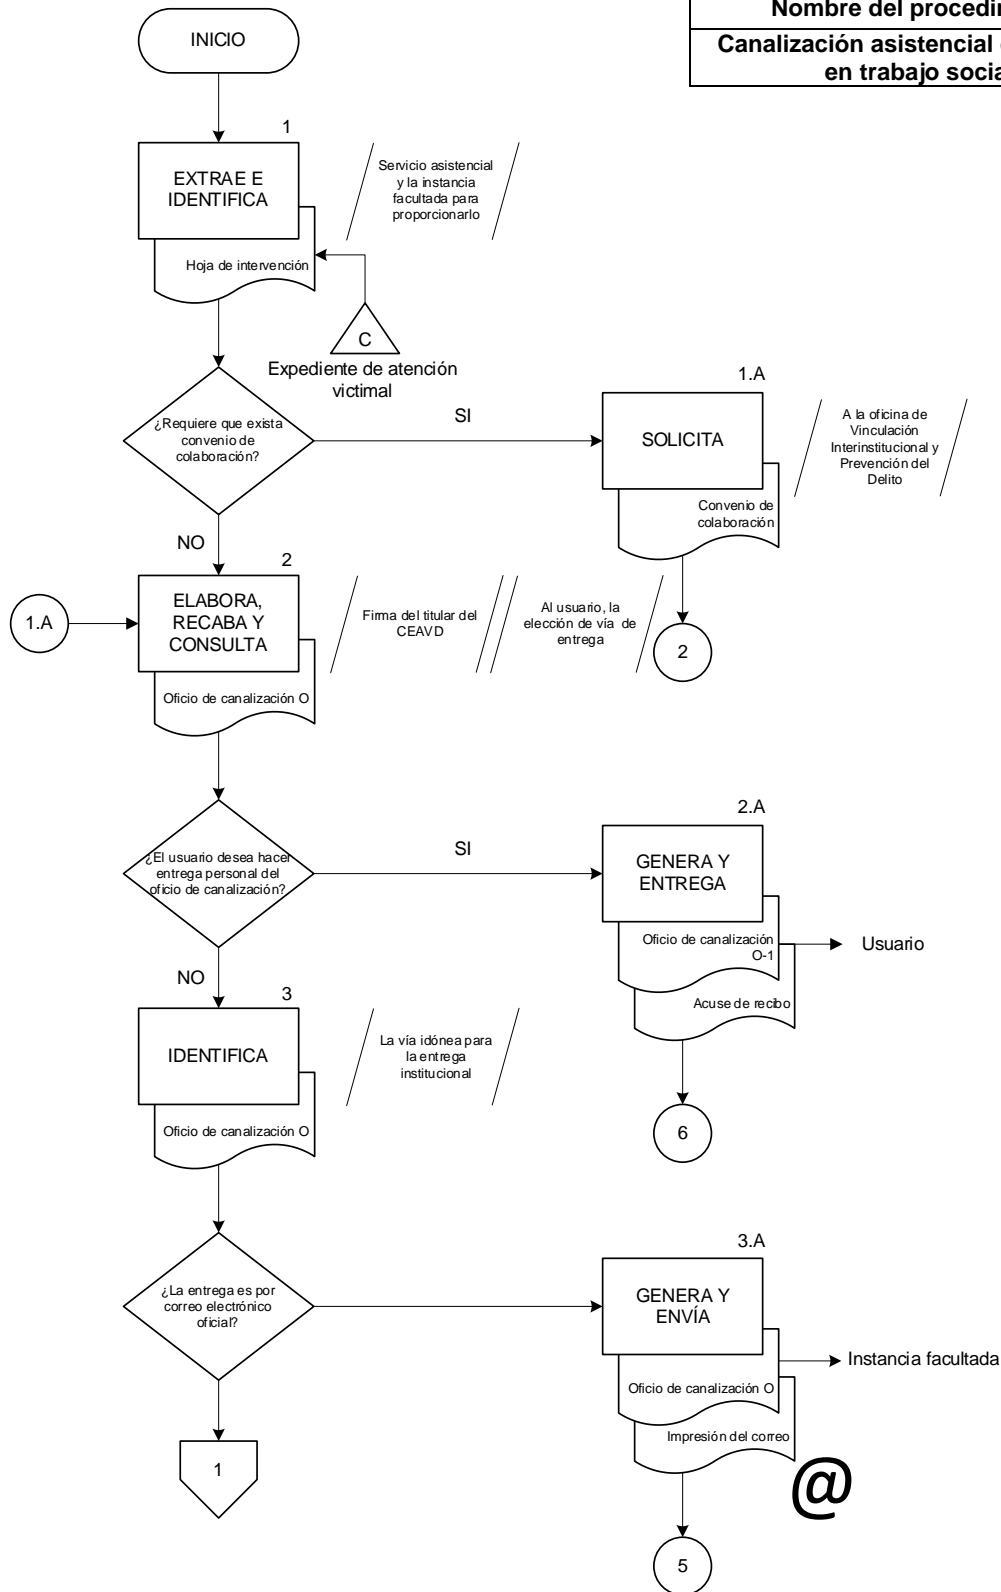 Nombre del procedi
Canalización asistencial
en trabajo socia
INICIO
1
EXTRAE E
IDENTIFICA
Servicio asistencial
y la instancia
facultada para
proporcionarlo
Hoja de intervención
C
Expediente de atención
victimal
¿Requiere que exista
convenio de
colaboración?
SI
1.A
SOLICITA
A la oficina de
Vinculación
Interinstitucional y
Prevención del
Delito
Convenio de
colaboración
2
NO
2
1.A
ELABORA,
RECABA Y
CONSULTA
Firma del titular del
CEAVD
Al usuario, la
elección de vía de
entrega
Oficio de canalización O
¿El usuario desea hacer
entrega personal del
oficio de canalización?
SI
2.A
GENERA Y
ENTREGA
Oficio de canalización
O-1
Usuario
Acuse de recibo
6
NO
3
IDENTIFICA
La vía idónea para
la entrega
institucional
Oficio de canalización O
¿La entrega es por
correo electrónico
oficial?
3.A
GENERA Y
ENVÍA
Instancia facultada
Oficio de canalización O
Impresión del correo
@
1
5